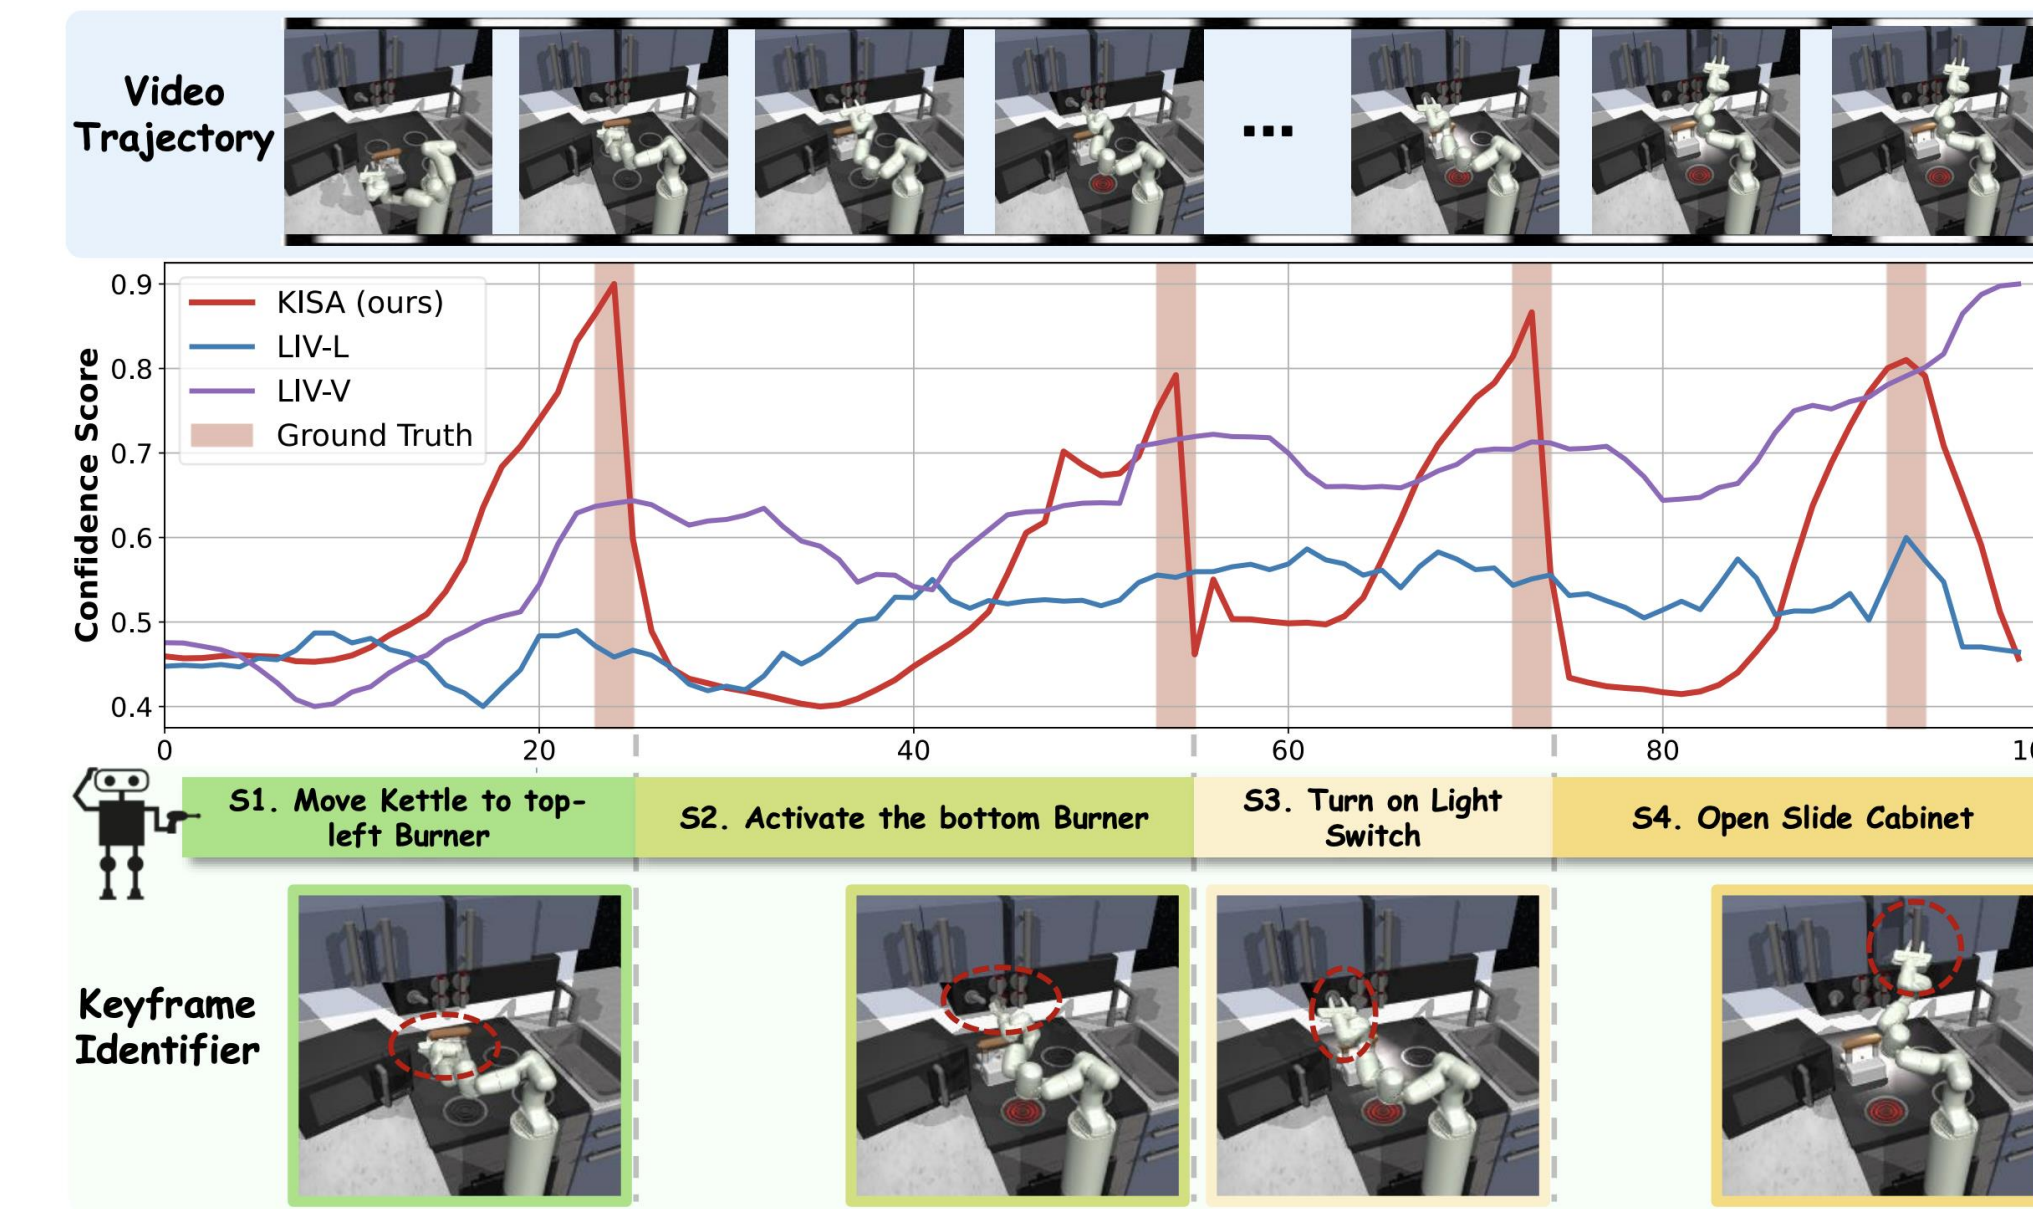 Video
Trajectory
...
Confidence Score
0.9
0.8
0.7
0.6
0.5
0.4
KISA (ours)
LIV-L
LIV-V
Ground Truth
0
20
40
60
80
10
S1. Move Kettle to top-
left Burner
S2. Activate the bottom Burner
S3. Turn on Light
Switch
S4. Open Slide Cabinet
Keyframe
Identifier